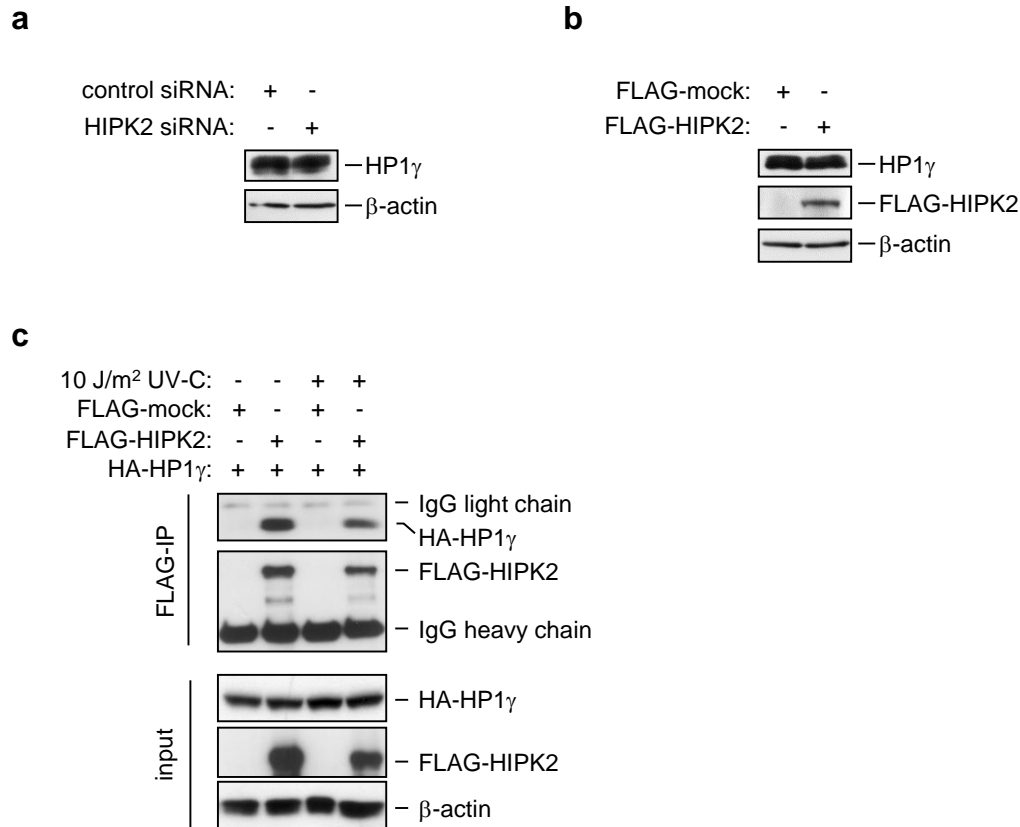 a
control siRNA: + -
HIPK2 siRNA: - +
HP1γ
β-actin
b
FLAG-mock: + -
FLAG-HIPK2: - +
HP1γ
FLAG-HIPK2
β-actin
c
10 J/m² UV-C: - - + +
FLAG-mock: + - + -
FLAG-HIPK2: - + - +
HA-HP1γ: + + + +
FLAG-IP
IgG light chain
HA-HP1γ
FLAG-HIPK2
IgG heavy chain
input
HA-HP1γ
FLAG-HIPK2
β-actin